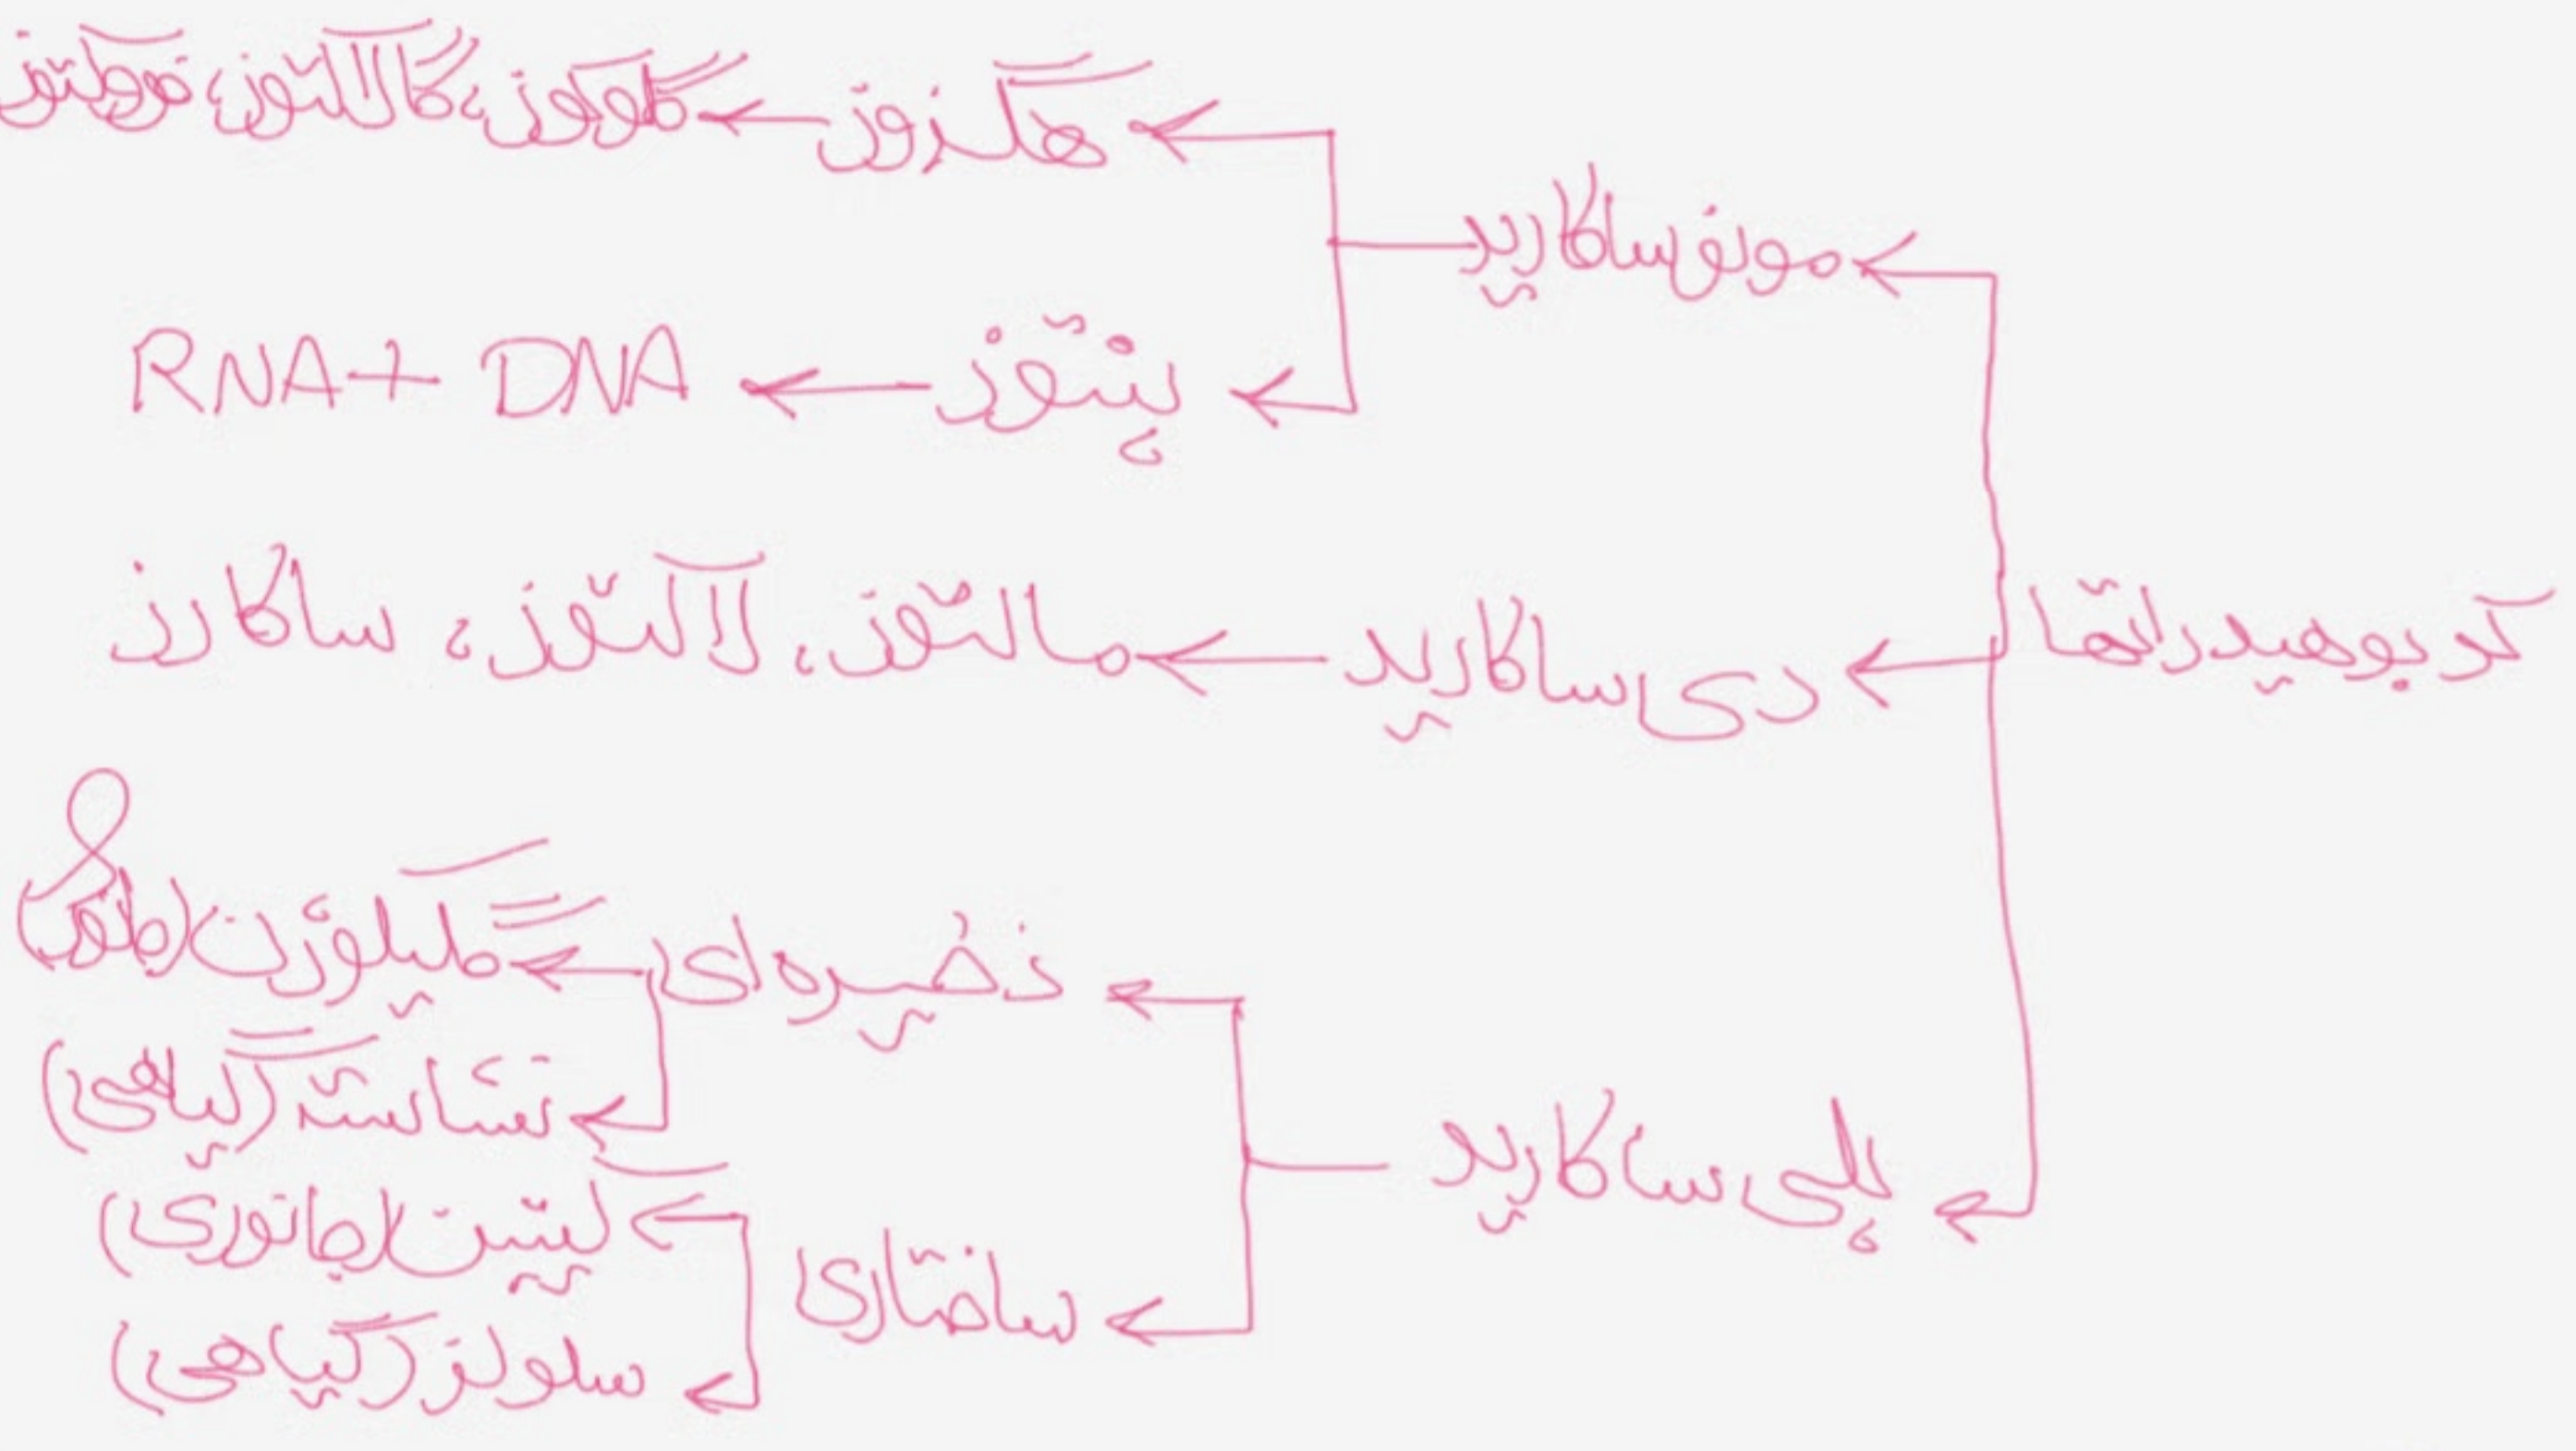 هگزوز ← گلوکوز، گالاکتوز، فروکتوز
مونوساکارید
پنتوز ← RNA + DNA
کربوهیدراتها
دی ساکارید ← مالتوز، لاکتوز، ساکارز
ذخیره ای ← گلیکوژن (جانوری)
نشاسته (گیاهی)
پلی ساکارید
ساختاری
کیتین (جانوری)
سلولز (گیاهی)